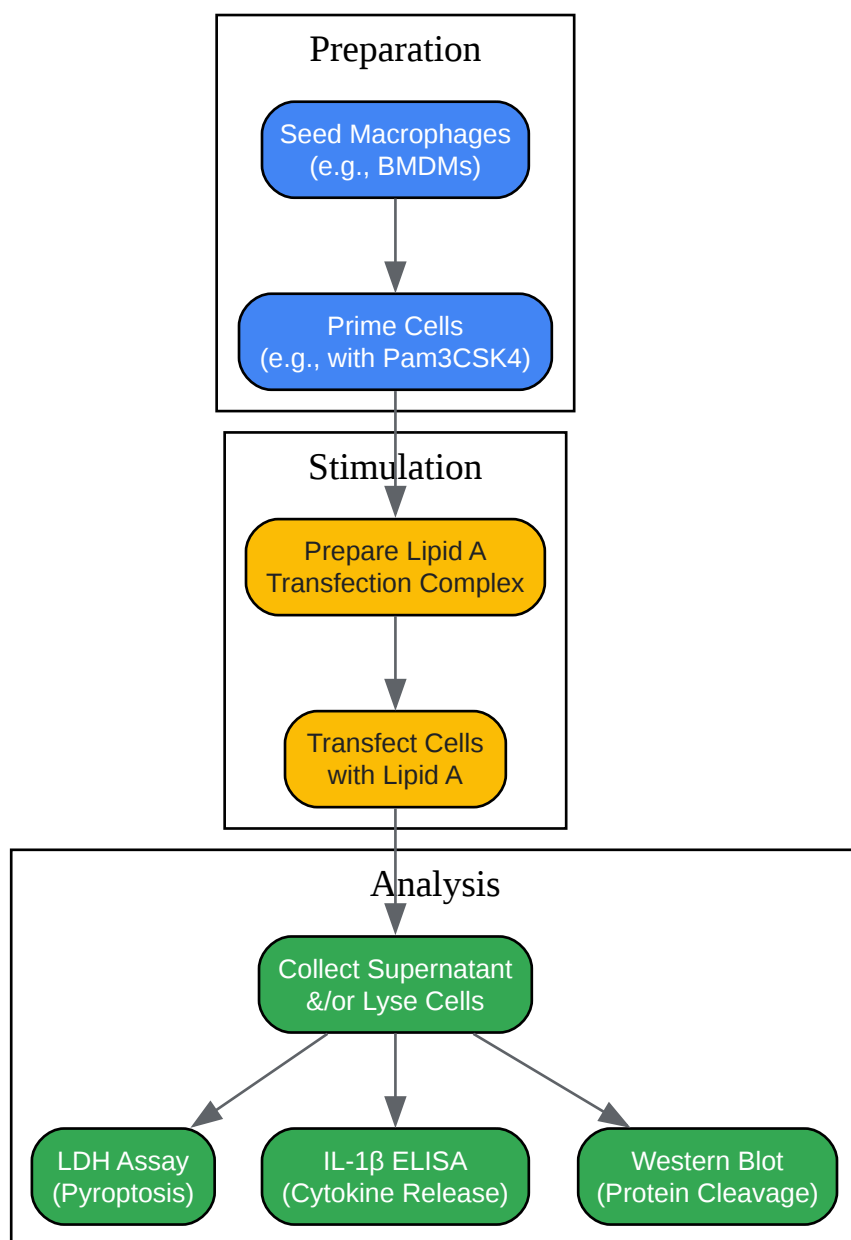 Preparation
Seed Macrophages
(e.g., BMDMs)
Prime Cells
(e.g., with Pam3CSK4)
Stimulation
Prepare Lipid A
Transfection Complex
Transfect Cells
with Lipid A
Analysis
Collect Supernatant
&/or Lyse Cells
LDH Assay
(Pyroptosis)
IL-1β ELISA
(Cytokine Release)
Western Blot
(Protein Cleavage)